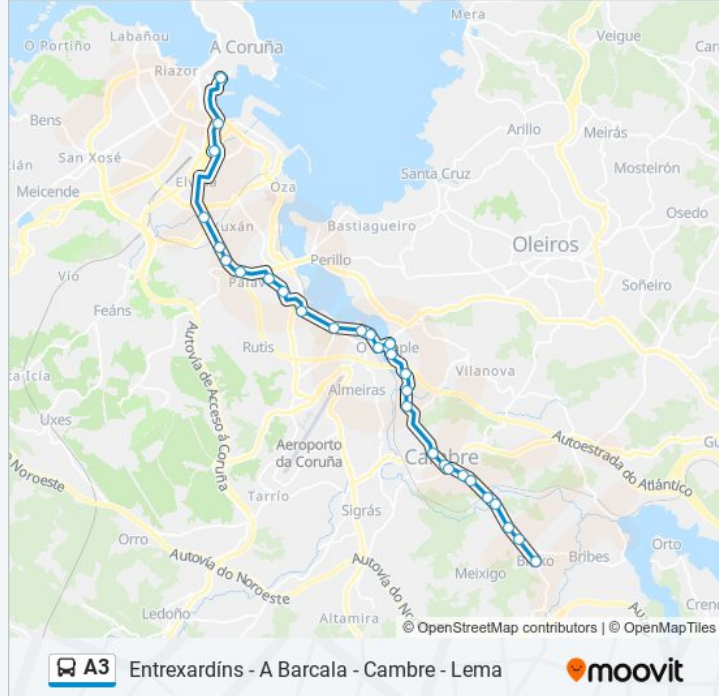 Mera
Labañou
O Portiño
A Coruña
Veigue
Riazor
Bens
Arillo
Meirás
San Xosé
Mosteirón
Meicende
Santa Cruz
Oza
Osedo
Bastiagueiro
Oleiros
Perillo
Vío
Soñeiro
Feáns
Rutis
Vilanova
Almeiras
Uxes
Autovía de Acceso á Coruña
Cambre
Aeroporto
da Coruña
Autoestrada do Atlántico
Tarrío
Sigrás
Orro
Autovía do Noroeste
Orto
Bribes
Meixigo
Ledoño
Altamira
© OpenStreetMap contributors | © OpenMapTiles
A3 Entrexardíns - A Barcala - Cambre - Lema moovit